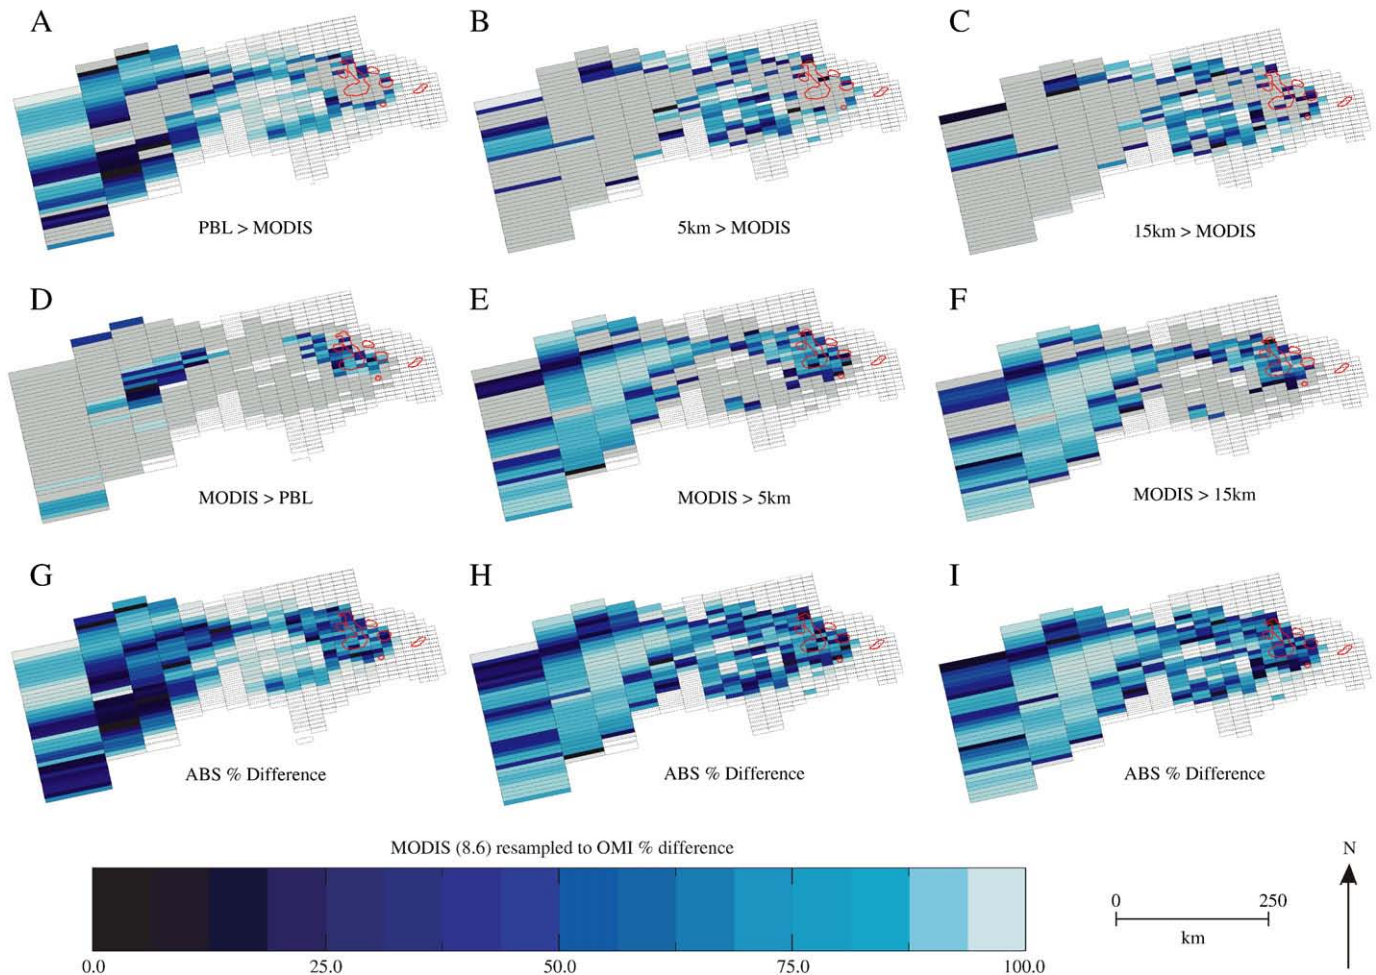 A
B
C
PBL > MODIS
5km > MODIS
15km > MODIS
D
E
F
MODIS > PBL
MODIS > 5km
MODIS > 15km
G
H
I
ABS % Difference
ABS % Difference
ABS % Difference
MODIS (8.6) resampled to OMI % difference
0.0 25.0 50.0 75.0 100.0
0 250
km
N